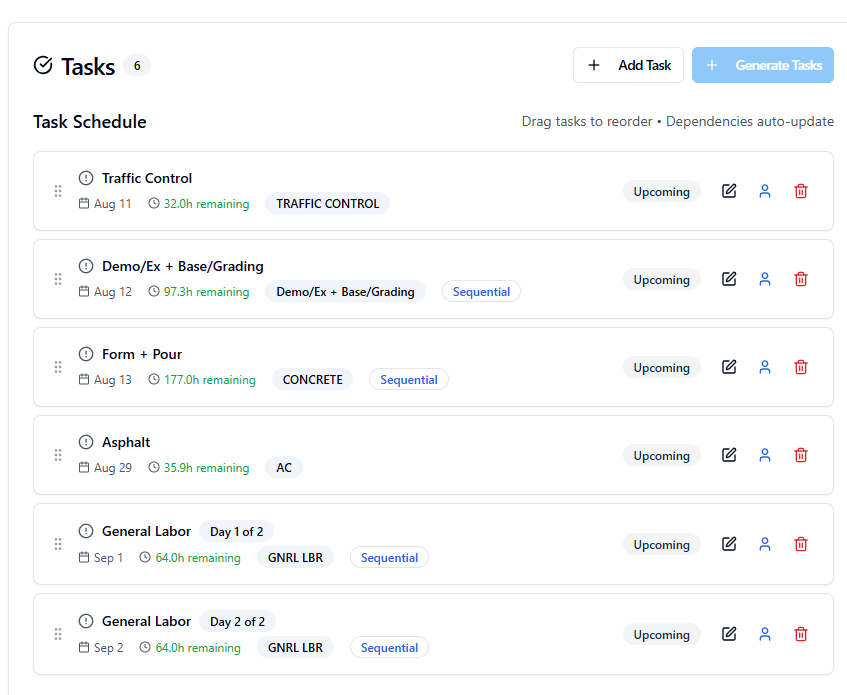 Tasks 6
+ Add Task
+ Generate Tasks
Task Schedule
Drag tasks to reorder • Dependencies auto-update
Traffic Control
Aug 11 32.0h remaining TRAFFIC CONTROL
Upcoming
Demo/Ex + Base/Grading
Aug 12 97.3h remaining Demo/Ex + Base/Grading Sequential
Upcoming
Form + Pour
Aug 13 177.0h remaining CONCRETE Sequential
Upcoming
Asphalt
Aug 29 35.9h remaining AC
Upcoming
General Labor Day 1 of 2
Sep 1 64.0h remaining GNRL LBR Sequential
Upcoming
General Labor Day 2 of 2
Sep 2 64.0h remaining GNRL LBR Sequential
Upcoming